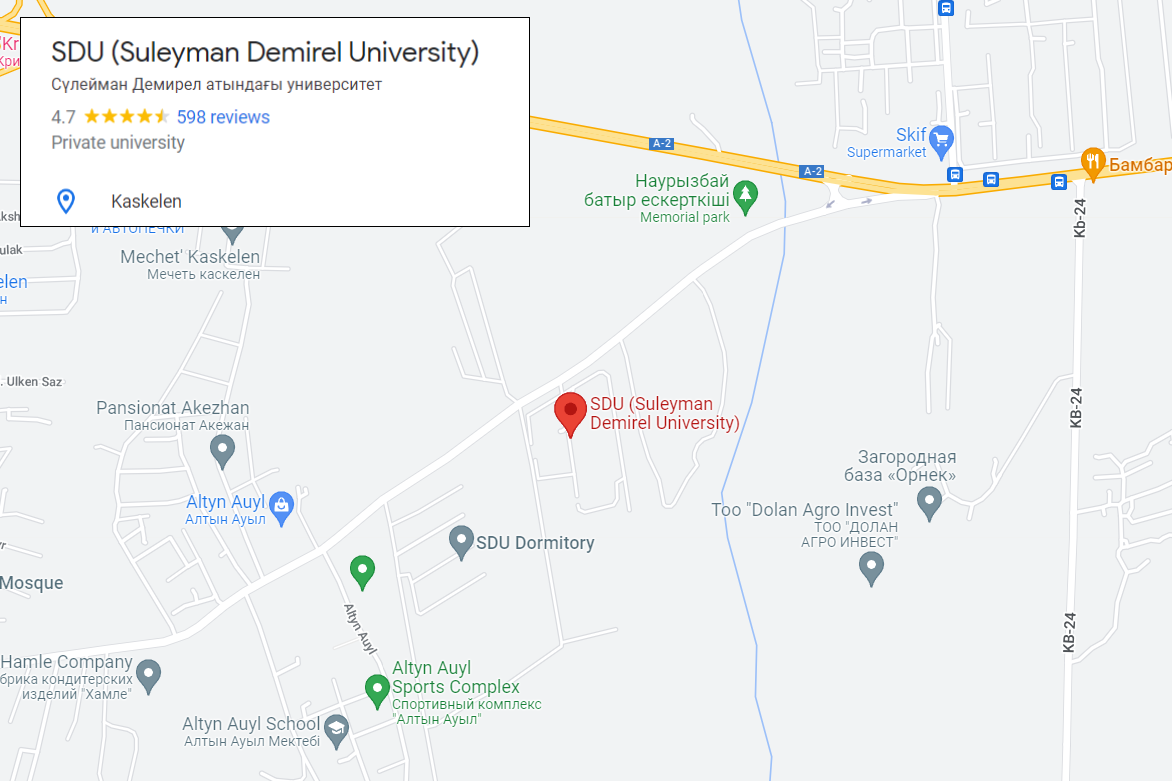 SDU (Suleyman Demirel University)
Сүлейман Демирел атындағы университет
4.7 598 reviews
Private university
Kaskelen
A-2
A-2
Skif
Supermarket
Бамбар
Наурызбай
батыр ескерткіші
Memorial park
Kb-24
и АВТОПЕЧКИ
Mechet' Kaskelen
Мечеть каскелен
ulak
elen
н
. Ulken Saz
Pansionat Akezhan
Пансионат Акежан
SDU (Suleyman
Demirel University)
KB-24
Загородная
база «Орнек»
Altyn Auyl
Алтын Ауыл
Too "Dolan Agro Invest"
ТОО "ДОЛАН
АГРО ИНВЕСТ"
SDU Dormitory
Mosque
Altyn Auyl
KB-24
Hamle Company
брика кондитерских
изделий "Хамле"
Altyn Auyl
Sports Complex
Спортивный комплекс
"Алтын Ауыл"
Altyn Auyl School
Алтын Ауыл Мектебі